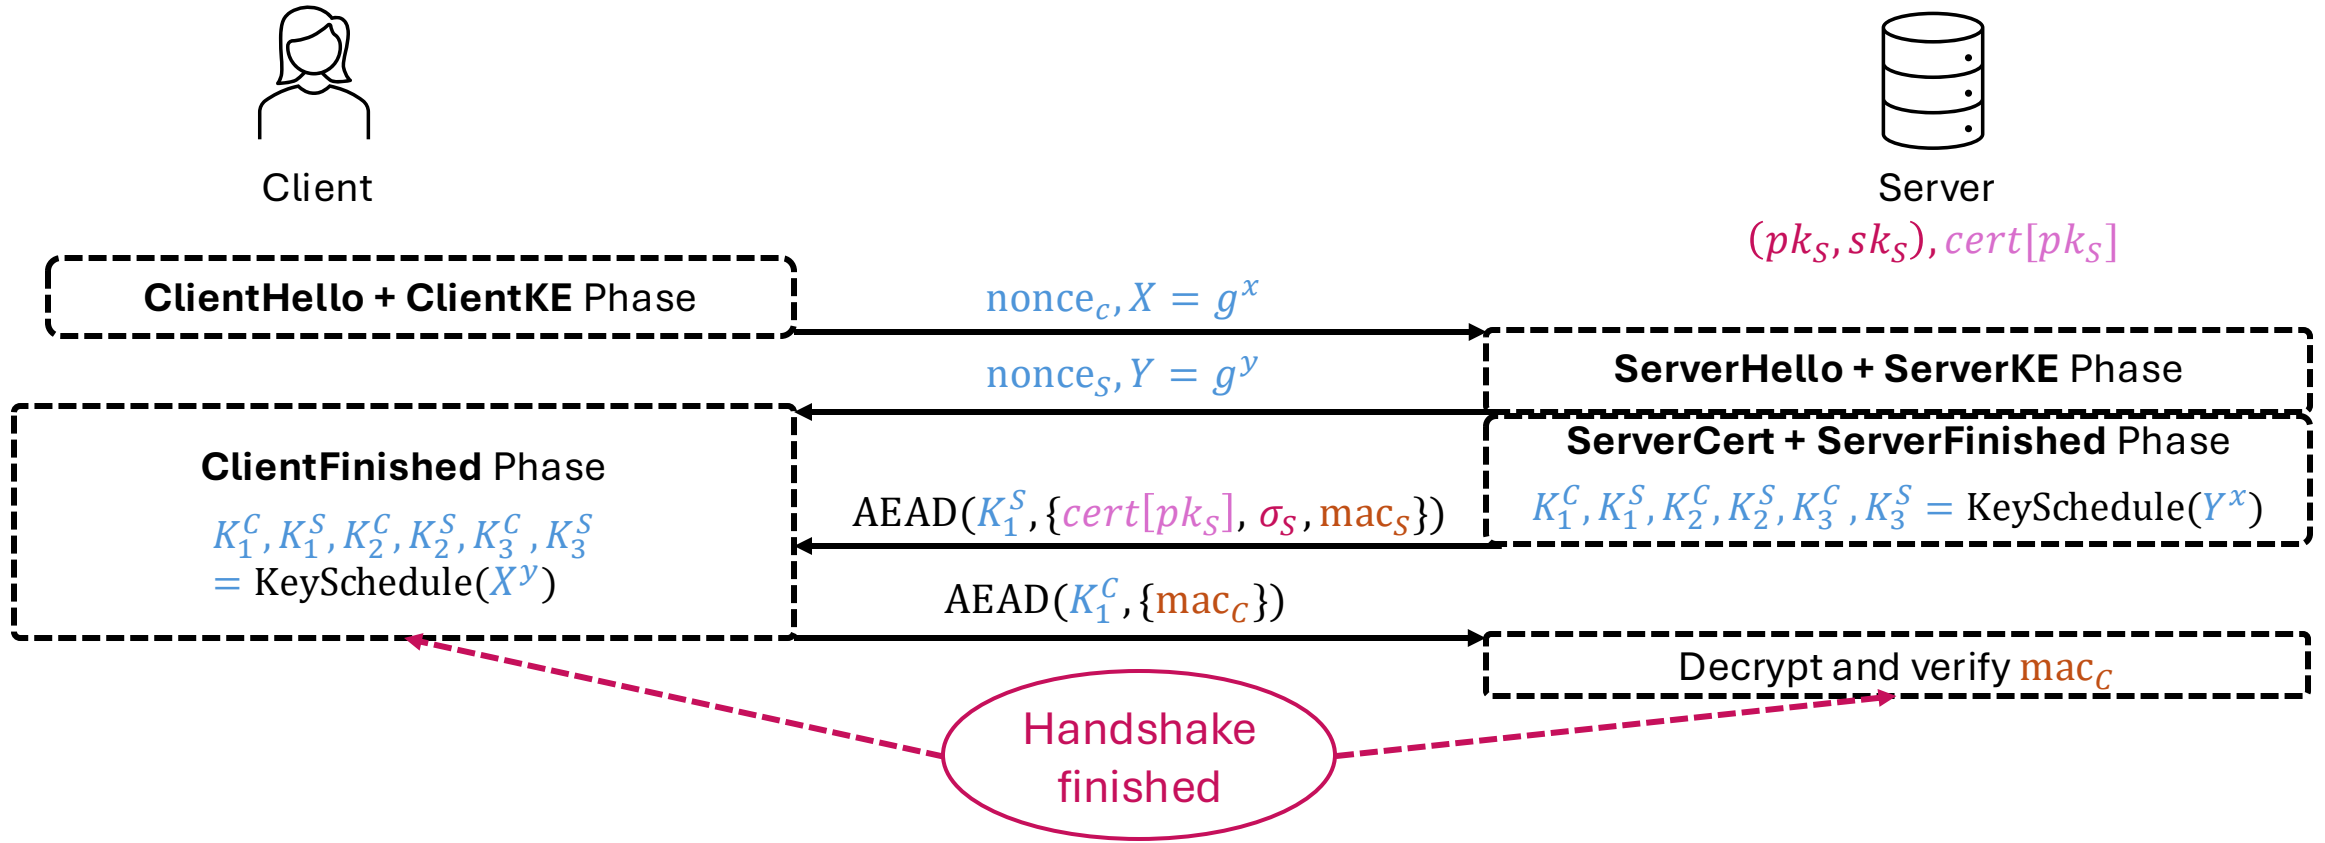 Client
Server
(pk_S, sk_S), cert[pk_S]
ClientHello + ClientKE Phase
nonce_c, X = g^x
ServerHello + ServerKE Phase
nonce_S, Y = g^y
ServerCert + ServerFinished Phase
K_1^C, K_1^S, K_2^C, K_2^S, K_3^C, K_3^S = KeySchedule(Y^x)
ClientFinished Phase
K_1^C, K_1^S, K_2^C, K_2^S, K_3^C, K_3^S
= KeySchedule(X^y)
AEAD(K_1^S, {cert[pk_S], σ_S, mac_S})
AEAD(K_1^C, {mac_C})
Decrypt and verify mac_C
Handshake
finished